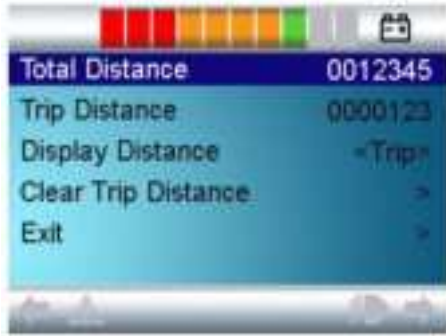 Total Distance 0012345
Trip Distance 0000123
Display Distance <Trip>
Clear Trip Distance >
Exit >